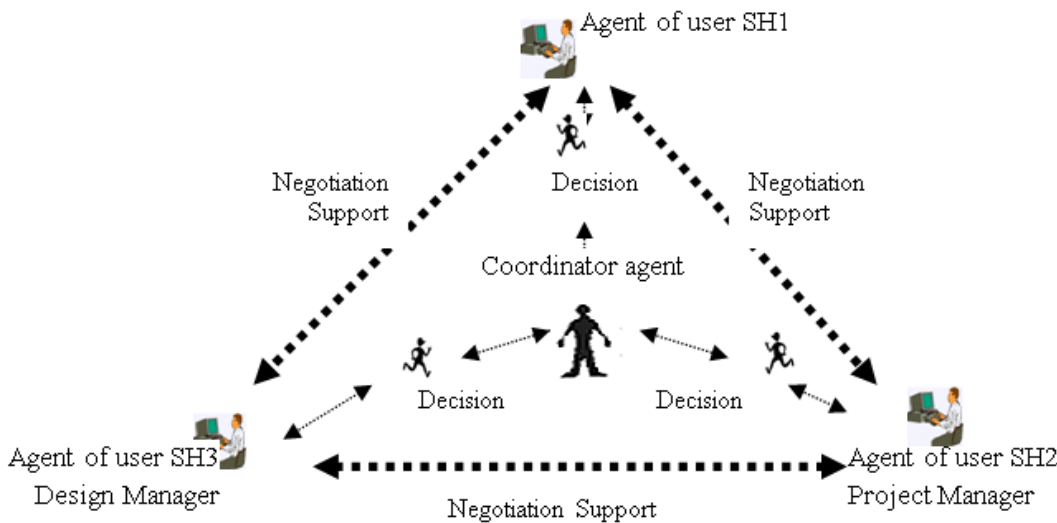 Agent of user SH1
Negotiation
Support
Decision
Negotiation
Support
Coordinator agent
Decision
Decision
Agent of user SH3
Design Manager
Agent of user SH2
Project Manager
Negotiation Support